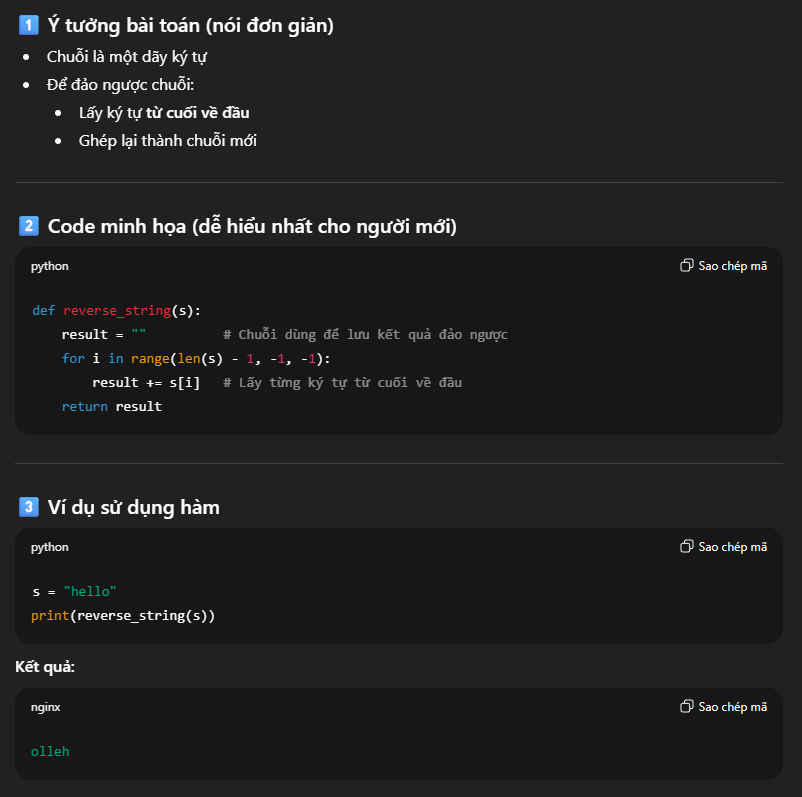 1 Ý tưởng bài toán (nói đơn giản)
• Chuỗi là một dãy ký tự
• Để đảo ngược chuỗi:
• Lấy ký tự từ cuối về đầu
• Ghép lại thành chuỗi mới
2 Code minh họa (dễ hiểu nhất cho người mới)
python Sao chép mã
def reverse_string(s):
    result = ""          # Chuỗi dùng để lưu kết quả đảo ngược
    for i in range(len(s) - 1, -1, -1):
        result += s[i]   # Lấy từng ký tự từ cuối về đầu
    return result
3 Ví dụ sử dụng hàm
python Sao chép mã
s = "hello"
print(reverse_string(s))
Kết quả:
nginx Sao chép mã
olleh